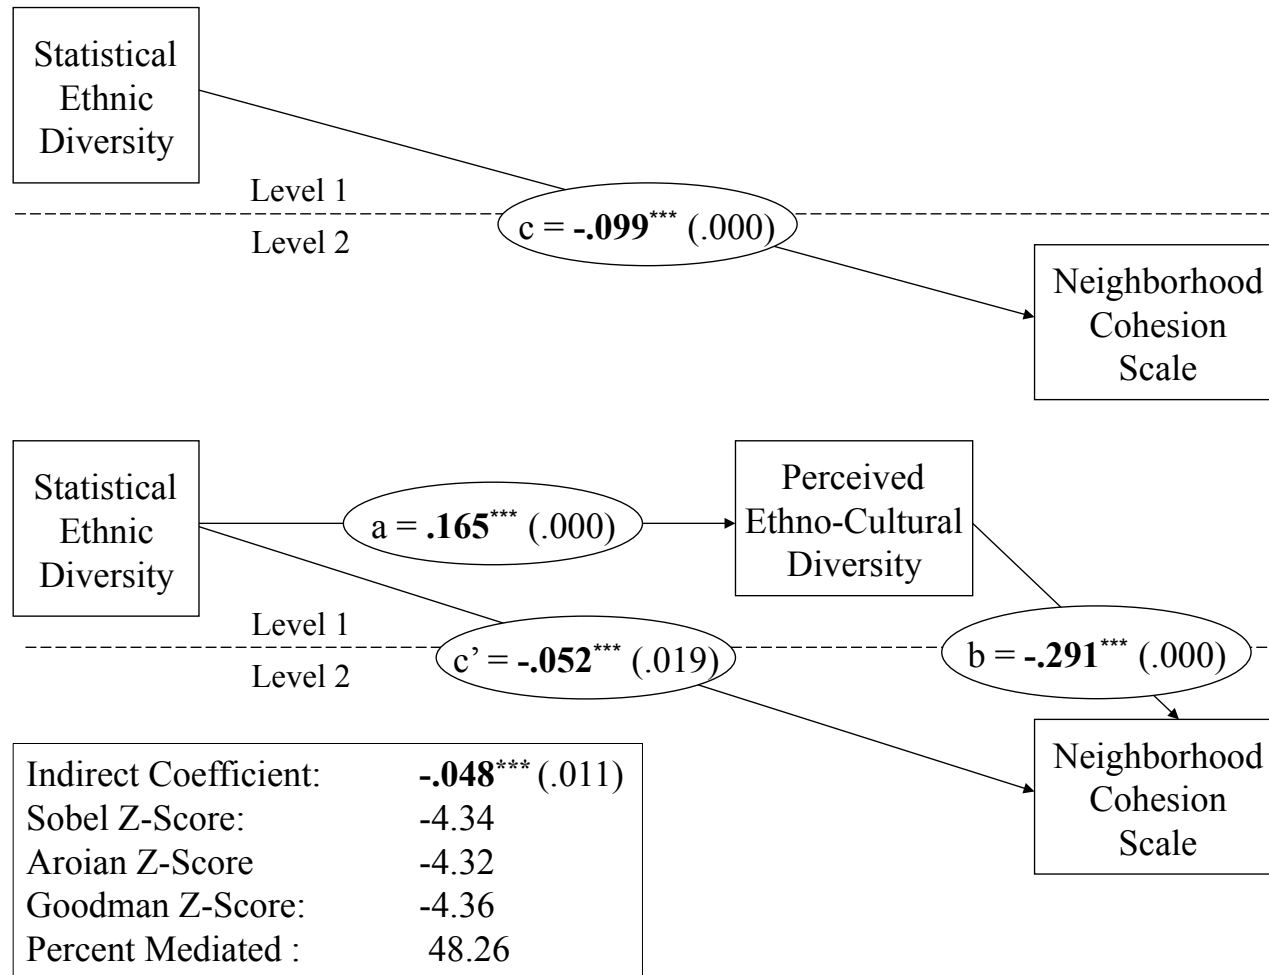 Statistical
Ethnic
Diversity
Level 1
Level 2
c = -.099*** (.000)
Neighborhood
Cohesion
Scale
Statistical
Ethnic
Diversity
a = .165*** (.000)
Perceived
Ethno-Cultural
Diversity
Level 1
Level 2
c’ = -.052*** (.019)
b = -.291*** (.000)
Neighborhood
Cohesion
Scale
Indirect Coefficient: -.048*** (.011)
Sobel Z-Score: -4.34
Aroian Z-Score -4.32
Goodman Z-Score: -4.36
Percent Mediated : 48.26